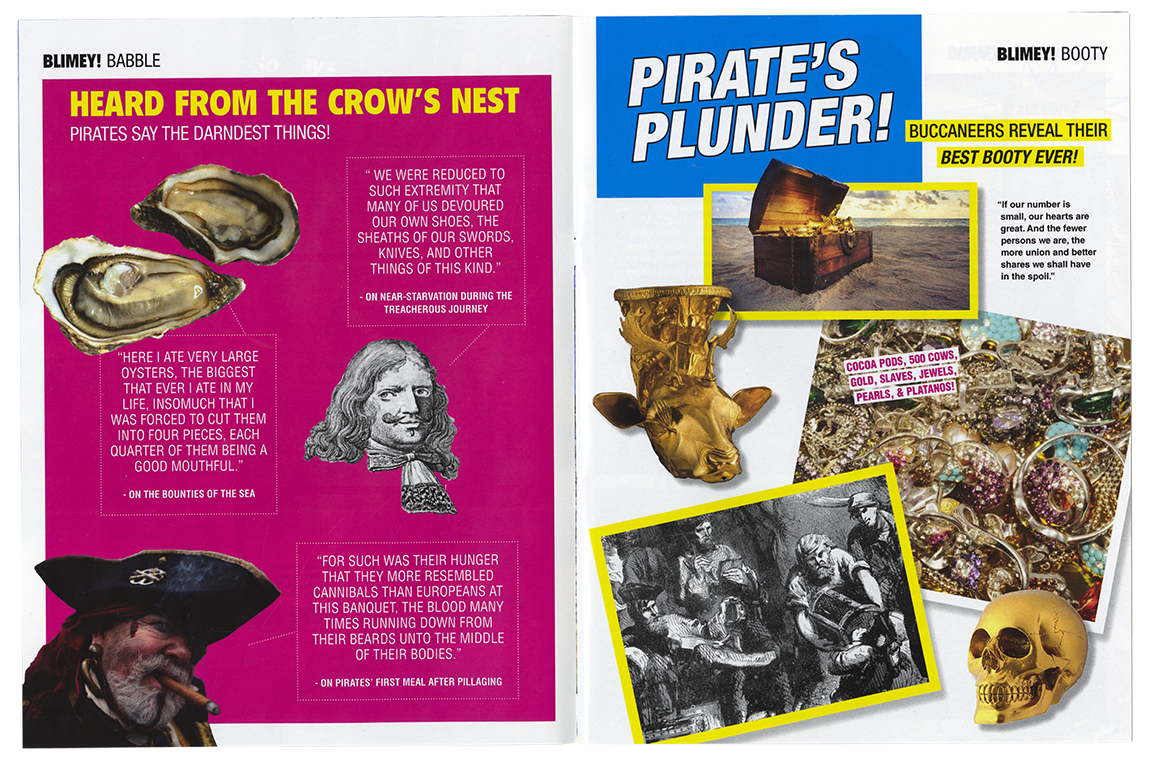 BLIMEY! BABBLE
HEARD FROM THE CROW'S NEST
PIRATES SAY THE DARNDEST THINGS!
“ WE WERE REDUCED TO
SUCH EXTREMITY THAT
MANY OF US DEVOURED
OUR OWN SHOES, THE
SHEATHS OF OUR SWORDS,
KNIVES, AND OTHER
THINGS OF THIS KIND.”
- ON NEAR-STARVATION DURING THE
TREACHEROUS JOURNEY
“HERE I ATE VERY LARGE
OYSTERS, THE BIGGEST
THAT EVER I ATE IN MY
LIFE, INSOMUCH THAT I
WAS FORCED TO CUT THEM
INTO FOUR PIECES, EACH
QUARTER OF THEM BEING A
GOOD MOUTHFUL.”
- ON THE BOUNTIES OF THE SEA
“FOR SUCH WAS THEIR HUNGER
THAT THEY MORE RESEMBLED
CANNIBALS THAN EUROPEANS AT
THIS BANQUET, THE BLOOD MANY
TIMES RUNNING DOWN FROM
THEIR BEARDS UNTO THE MIDDLE
OF THEIR BODIES.”
- ON PIRATES' FIRST MEAL AFTER PILLAGING
BLIMEY! BOOTY
PIRATE'S
PLUNDER!
BUCCANEERS REVEAL THEIR
BEST BOOTY EVER!
“If our number is
small, our hearts are
great. And the fewer
persons we are, the
more union and better
shares we shall have
in the spoil.”
COCOA PODS, 500 COWS,
GOLD, SLAVES, JEWELS,
PEARLS, & PLATANOS!